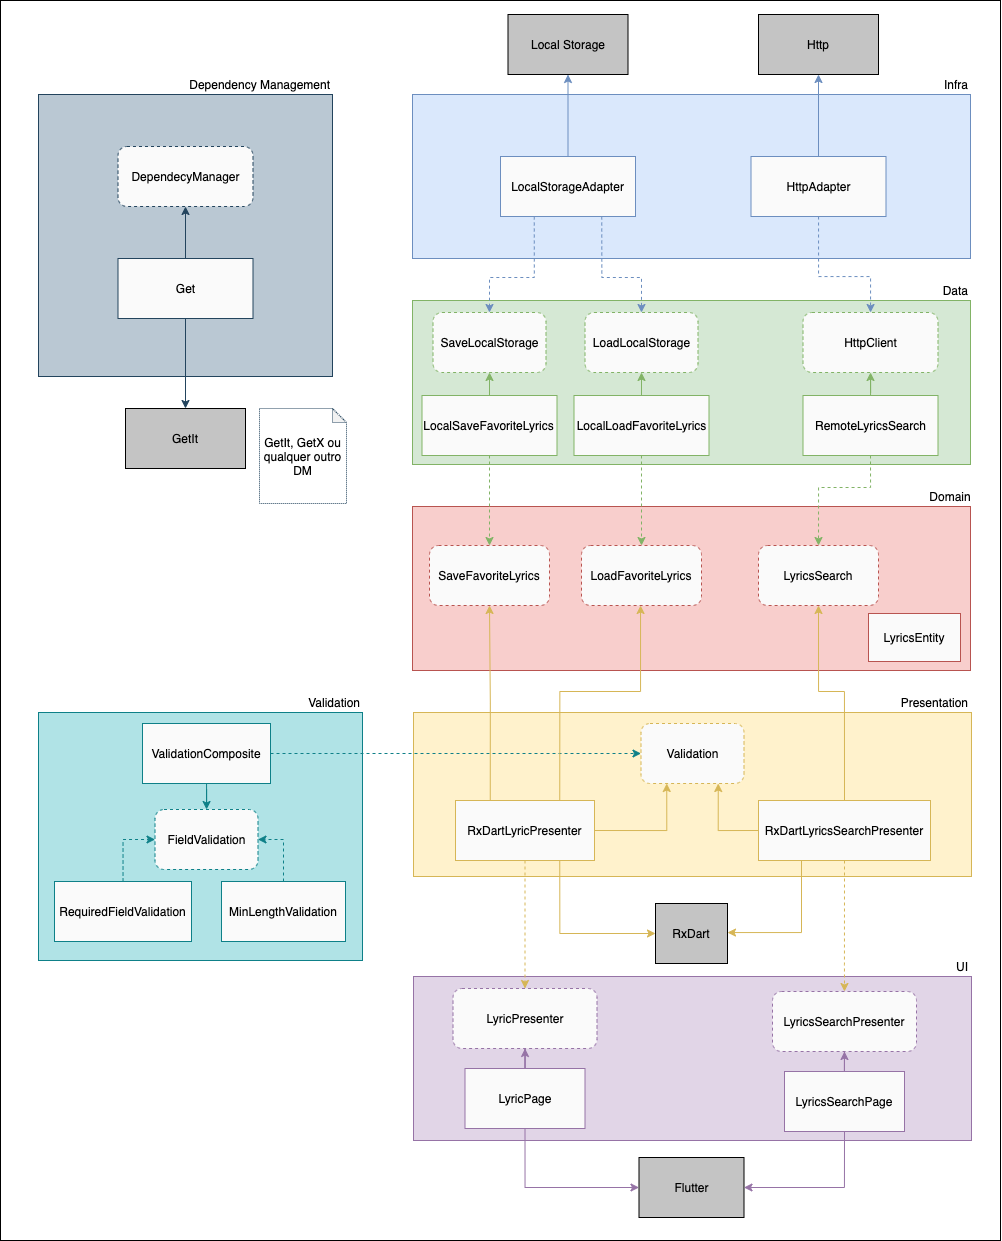 Local Storage
Http
Dependency Management
Infra
DependecyManager
LocalStorageAdapter
HttpAdapter
Get
Data
SaveLocalStorage
LoadLocalStorage
HttpClient
GetIt
GetIt, GetX ou
qualquer outro
DM
LocalSaveFavoriteLyrics
LocalLoadFavoriteLyrics
RemoteLyricsSearch
Domain
SaveFavoriteLyrics
LoadFavoriteLyrics
LyricsSearch
LyricsEntity
Validation
Presentation
ValidationComposite
Validation
FieldValidation
RxDartLyricPresenter
RxDartLyricsSearchPresenter
RequiredFieldValidation
MinLengthValidation
RxDart
UI
LyricPresenter
LyricsSearchPresenter
LyricPage
LyricsSearchPage
Flutter